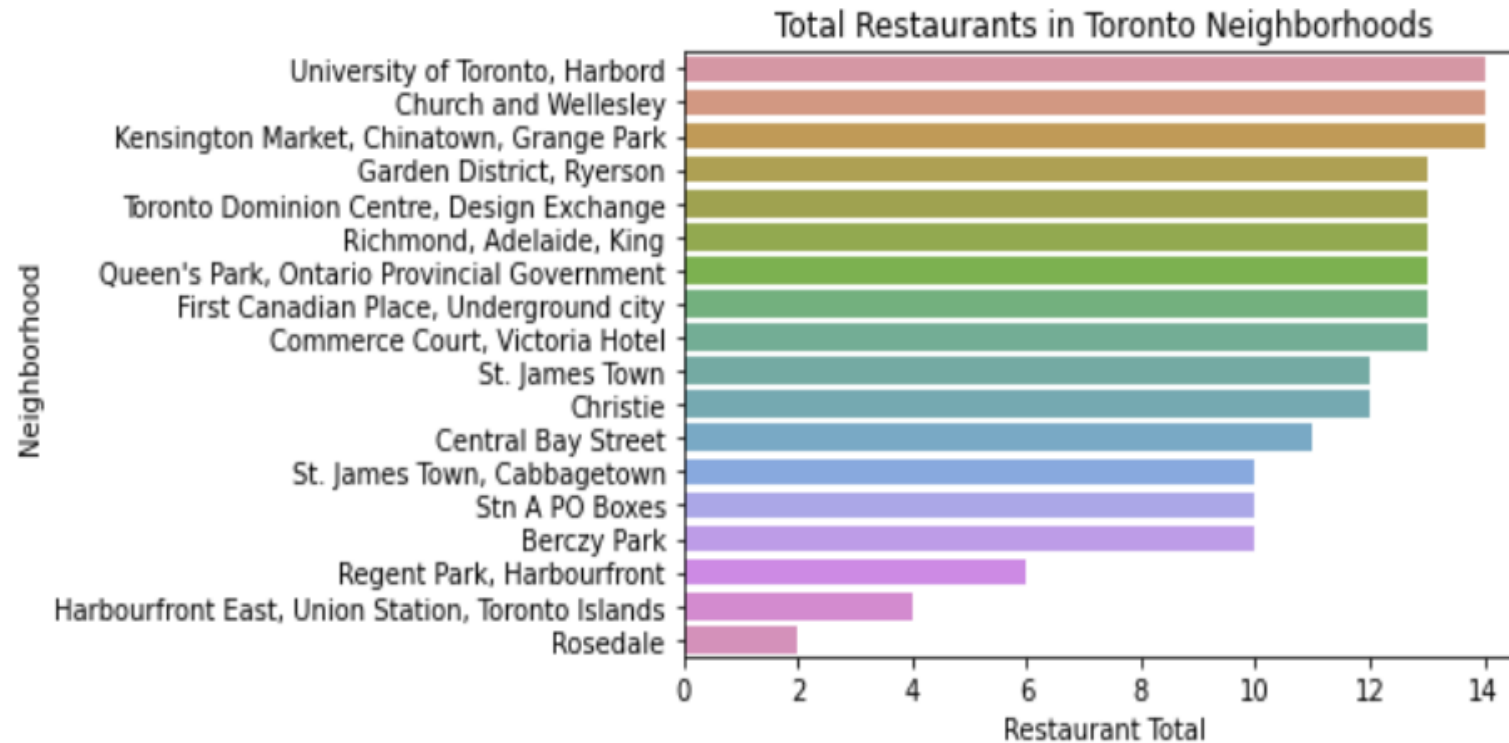 Total Restaurants in Toronto Neighborhoods
University of Toronto, Harbord
Church and Wellesley
Kensington Market, Chinatown, Grange Park
Garden District, Ryerson
Toronto Dominion Centre, Design Exchange
Richmond, Adelaide, King
Queen's Park, Ontario Provincial Government
First Canadian Place, Underground city
Commerce Court, Victoria Hotel
St. James Town
Christie
Central Bay Street
St. James Town, Cabbagetown
Stn A PO Boxes
Berczy Park
Regent Park, Harbourfront
Harbourfront East, Union Station, Toronto Islands
Rosedale
Neighborhood
0 2 4 6 8 10 12 14
Restaurant Total